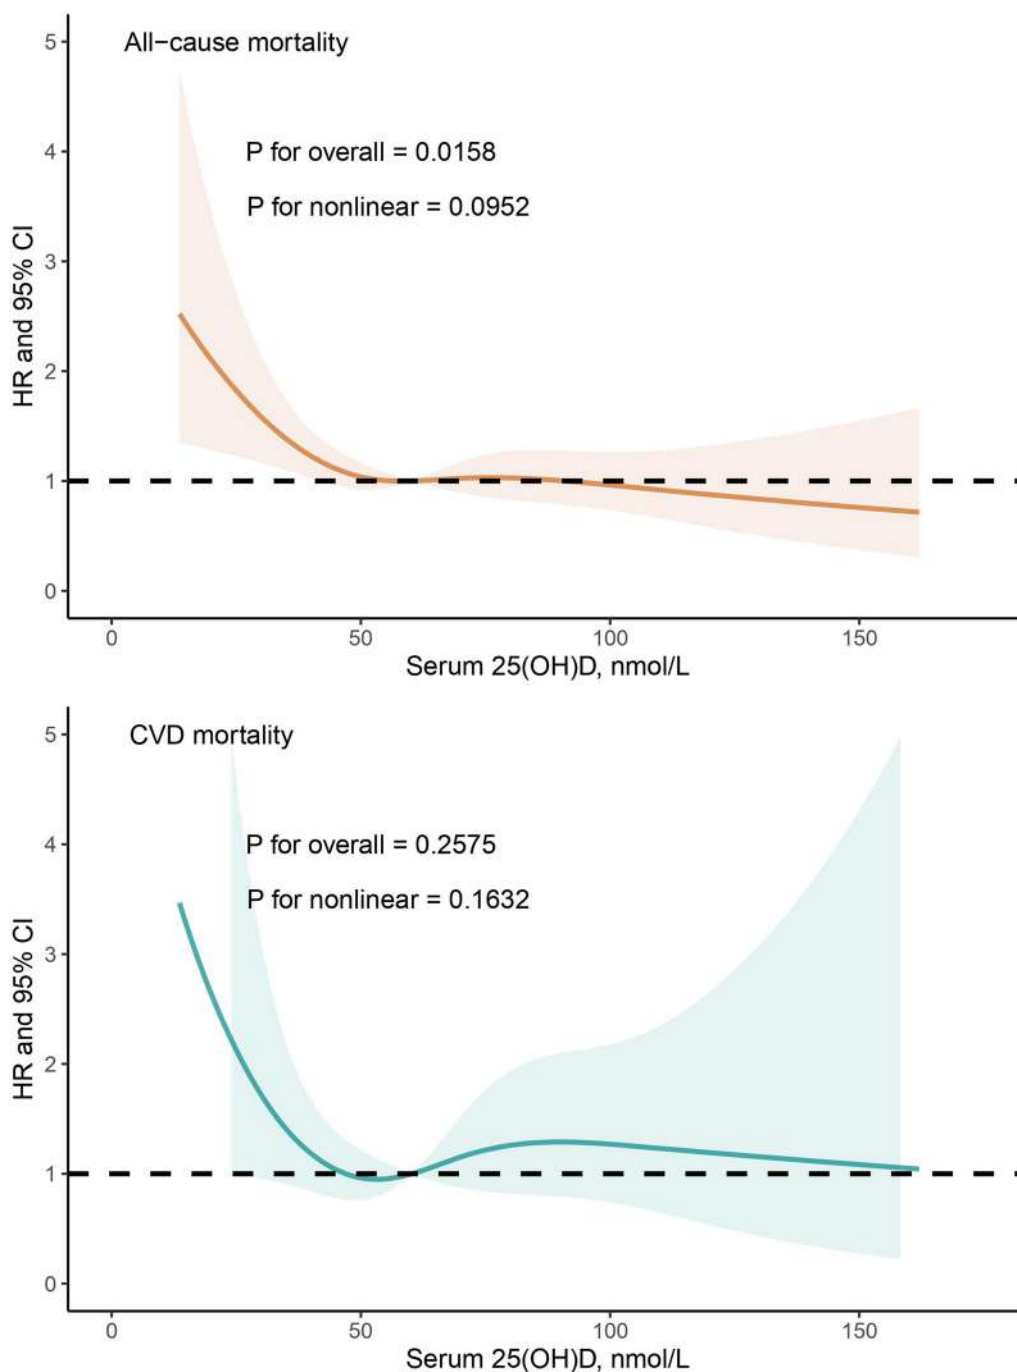 All−cause mortality
P for overall = 0.0158
P for nonlinear = 0.0952
HR and 95% CI
5
4
3
2
1
0
0 50 100 150
Serum 25(OH)D, nmol/L
CVD mortality
P for overall = 0.2575
P for nonlinear = 0.1632
HR and 95% CI
5
4
3
2
1
0
0 50 100 150
Serum 25(OH)D, nmol/L